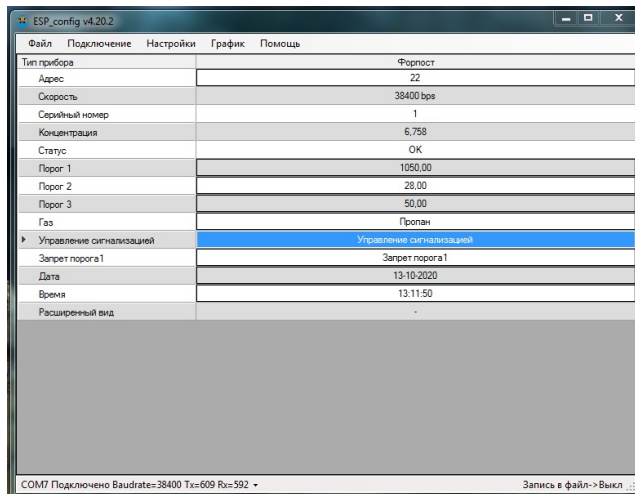 ESP_config v4.20.2
Файл Подключение Настройки График Помощь
Тип прибора Форпост
Адрес 22
Скорость 38400 bps
Серийный номер 1
Концентрация 6,758
Статус OK
Порог 1 1050,00
Порог 2 28,00
Порог 3 50,00
Газ Пропан
Управление сигнализацией Управление сигнализацией
Запрет порога1 Запрет порога1
Дата 13-10-2020
Время 13:11:50
Расширенный вид -
COM7 Подключено Baudrate=38400 Tx=609 Rx=592 Запись в файл->Выкл